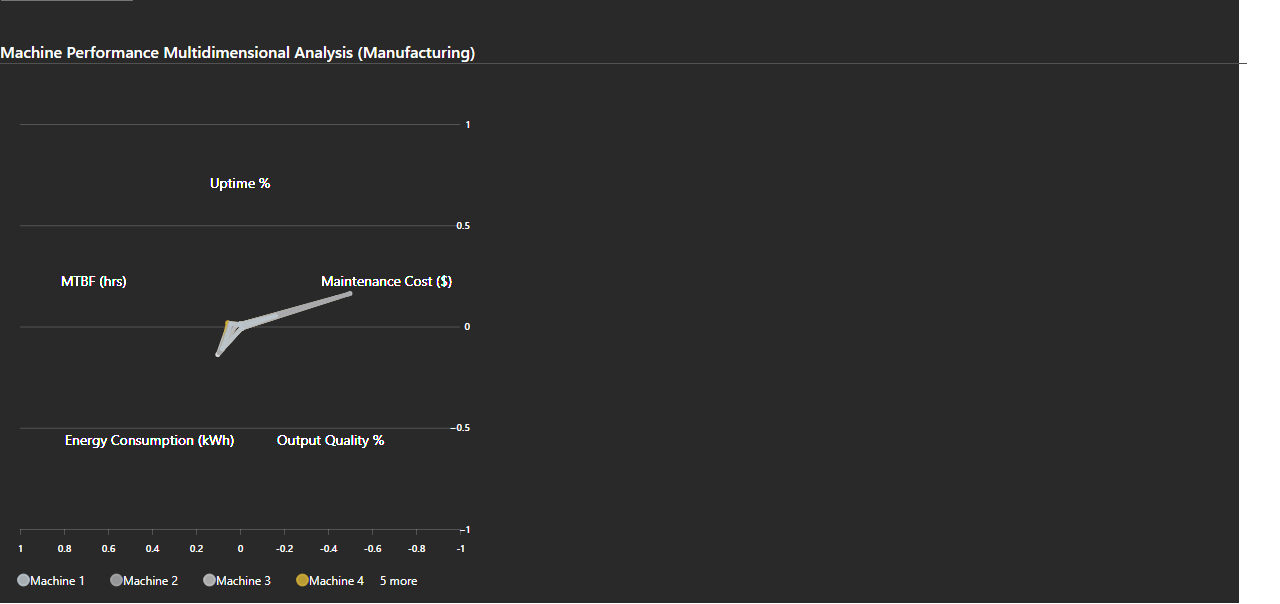 Machine Performance Multidimensional Analysis (Manufacturing)
1
Uptime %
0.5
MTBF (hrs)
Maintenance Cost ($)
0
−0.5
Energy Consumption (kWh)
Output Quality %
−1
1 0.8 0.6 0.4 0.2 0 -0.2 -0.4 -0.6 -0.8 -1
Machine 1 Machine 2 Machine 3 Machine 4 5 more